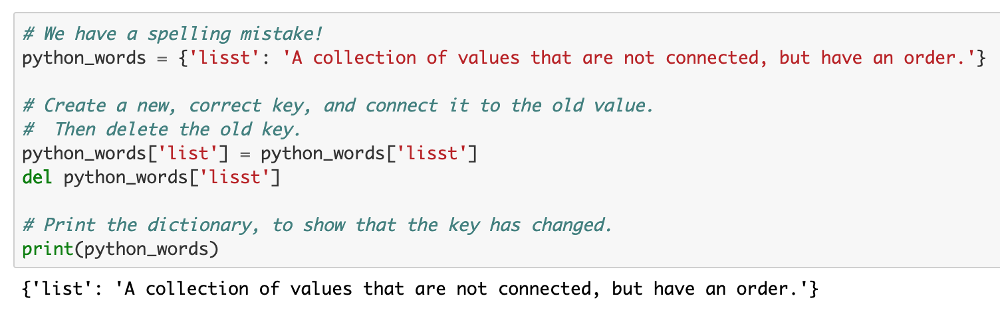 # We have a spelling mistake!
python_words = {'lisst': 'A collection of values that are not connected, but have an order.'}
# Create a new, correct key, and connect it to the old value.
#  Then delete the old key.
python_words['list'] = python_words['lisst']
del python_words['lisst']
# Print the dictionary, to show that the key has changed.
print(python_words)
{'list': 'A collection of values that are not connected, but have an order.'}